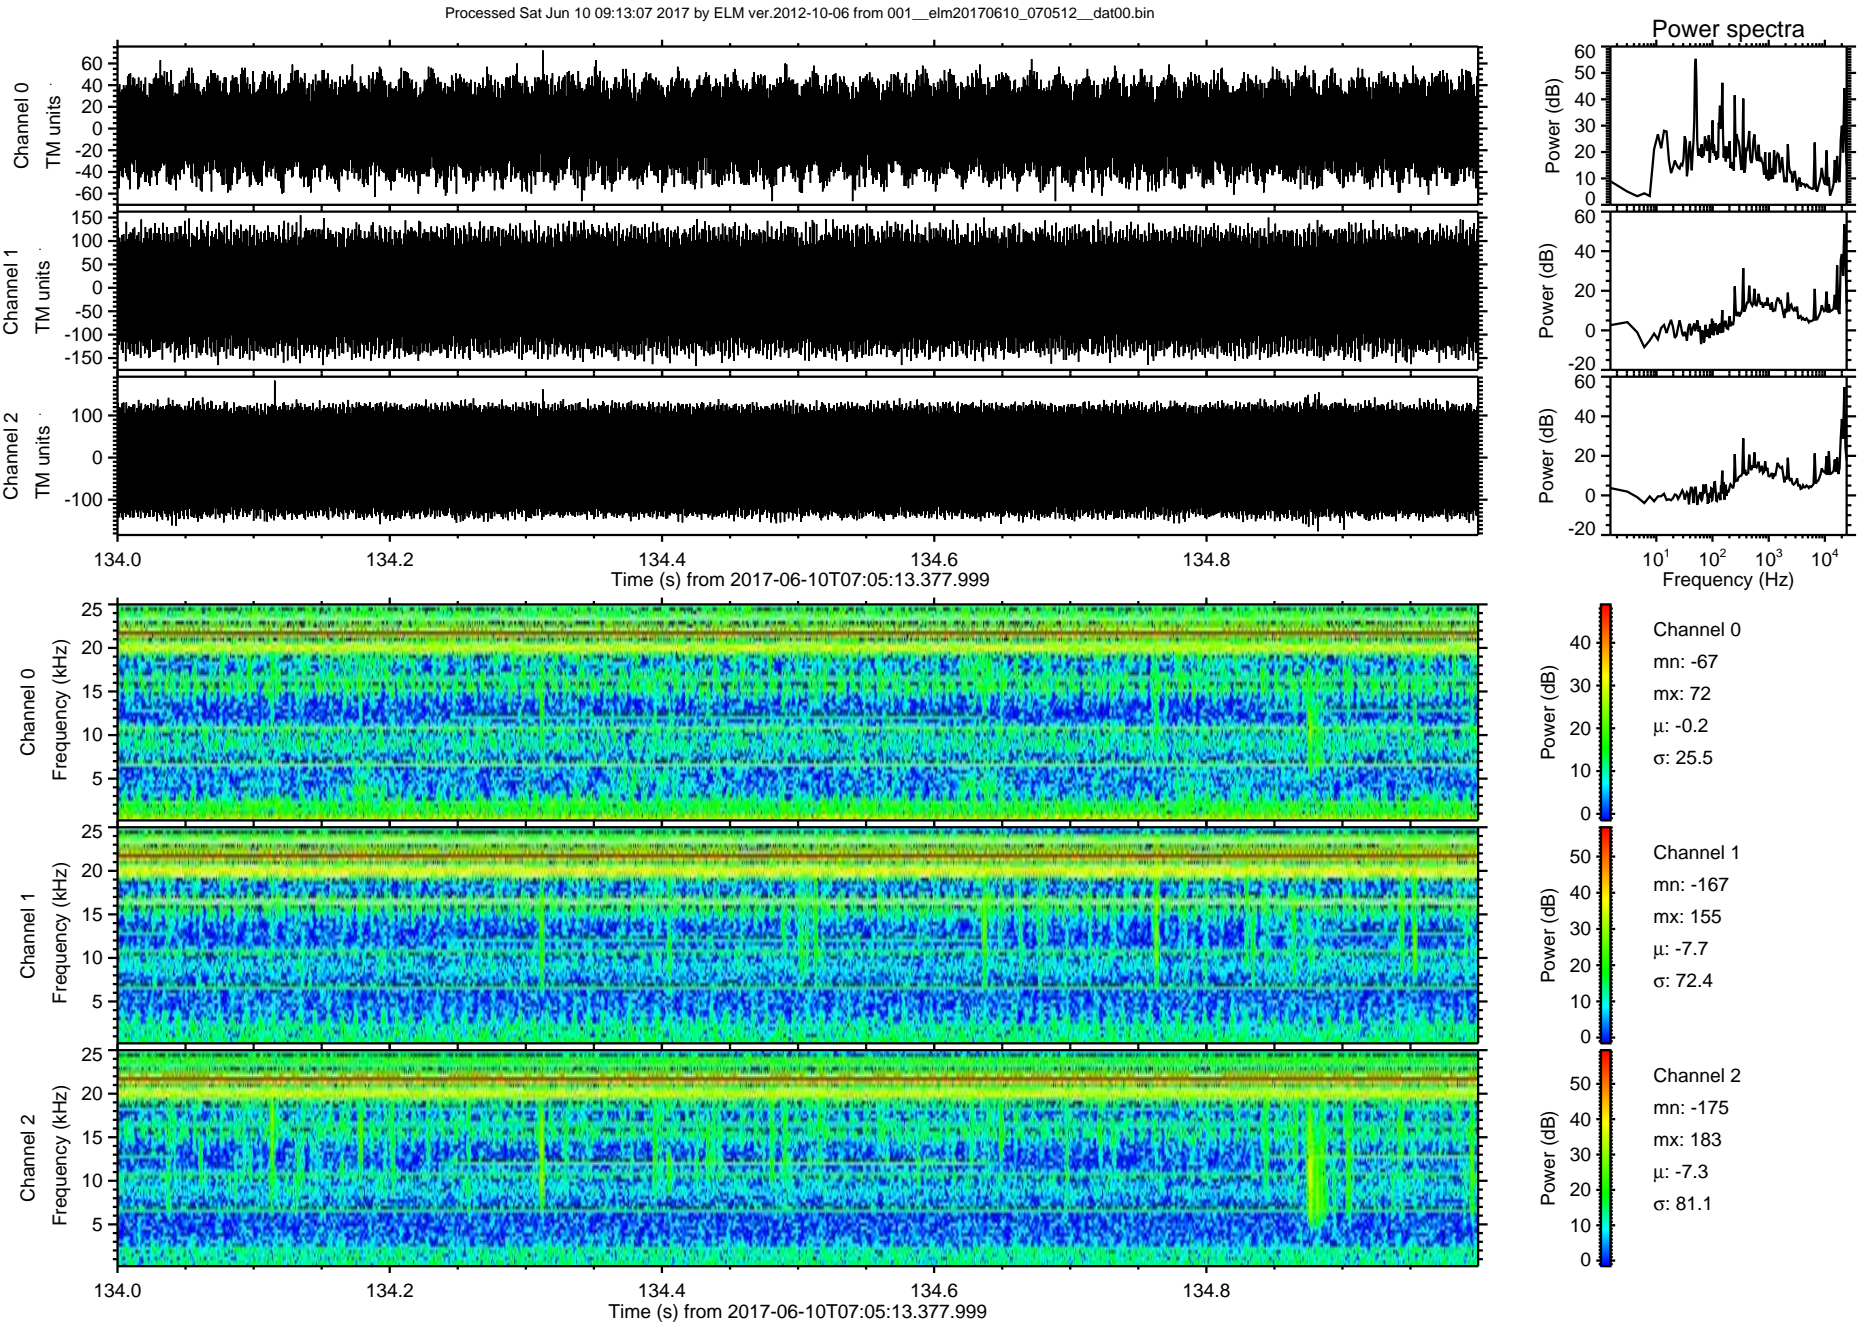 Processed Sat Jun 10 09:13:07 2017 by ELM ver.2012-10-06 from 001__elm20170610_070512__dat00.bin
Power spectra
Channel 0
TM units
60
40
20
0
-20
-40
-60
Power (dB)
60
50
40
30
20
10
0
Channel 1
TM units
150
100
50
0
-50
-100
-150
Power (dB)
60
40
20
0
-20
Channel 2
TM units
100
0
-100
Power (dB)
60
40
20
0
-20
134.0 134.2 134.4 134.6 134.8
Time (s) from 2017-06-10T07:05:13.377.999
10^1 10^2 10^3 10^4
Frequency (Hz)
Channel 0
Frequency (kHz)
25
20
15
10
5
Power (dB)
40
30
20
10
0
Channel 0
mn: -67
mx: 72
μ: -0.2
σ: 25.5
Channel 1
Frequency (kHz)
25
20
15
10
5
Power (dB)
50
40
30
20
10
0
Channel 1
mn: -167
mx: 155
μ: -7.7
σ: 72.4
Channel 2
Frequency (kHz)
25
20
15
10
5
Power (dB)
50
40
30
20
10
0
Channel 2
mn: -175
mx: 183
μ: -7.3
σ: 81.1
134.0 134.2 134.4 134.6 134.8
Time (s) from 2017-06-10T07:05:13.377.999